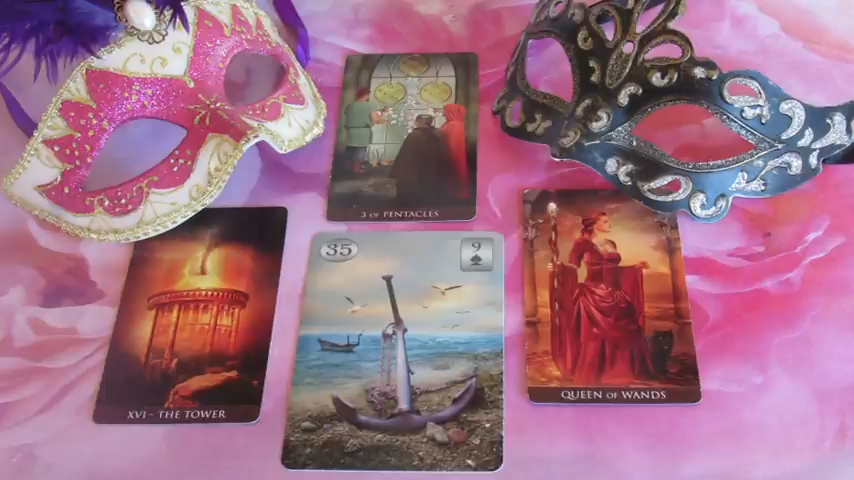 3 OF PENTACLES
35
9
XVI - THE TOWER
QUEEN OF WANDS